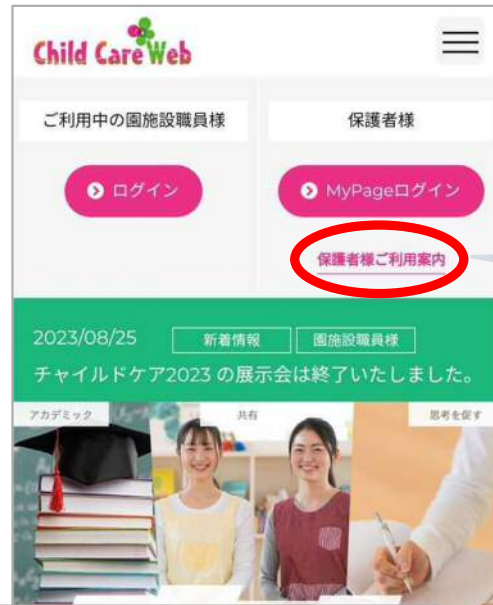 Child Care Web
ご利用中の園施設職員様
ログイン
保護者様
MyPageログイン
保護者様ご利用案内
2023/08/25 新着情報 園施設職員様
チャイルドケア2023 の展示会は終了いたしました。
アカデミック 共有 思考を促す